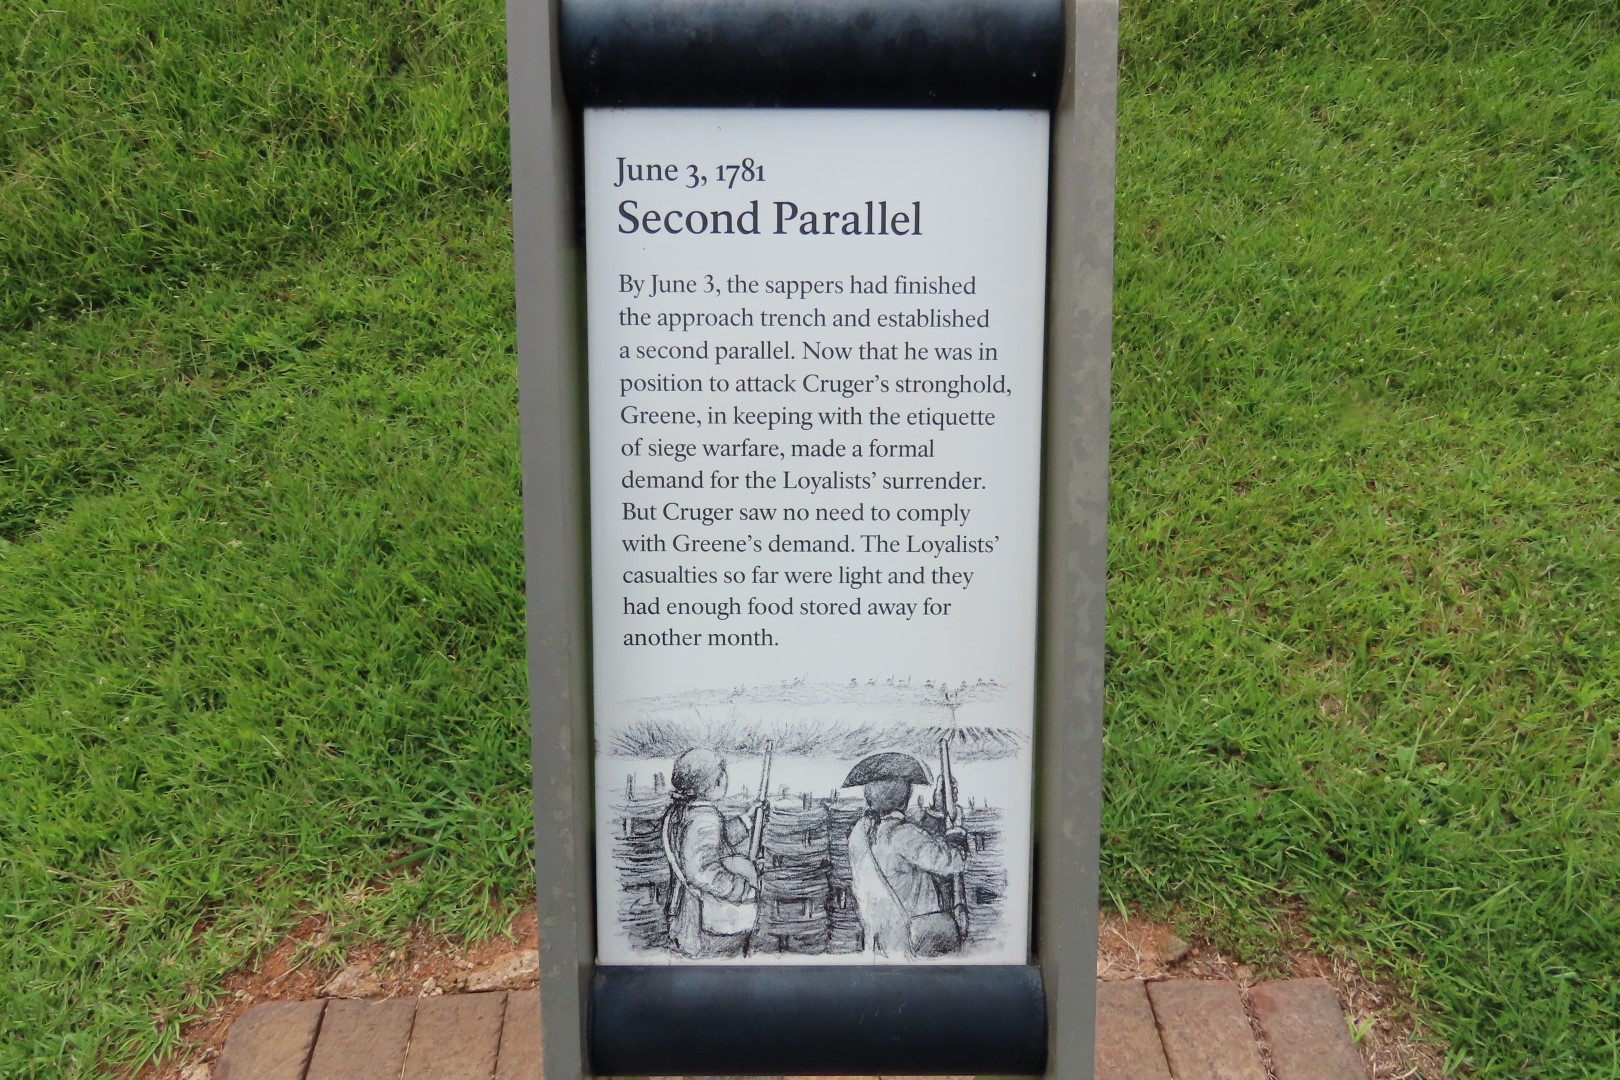 June 3, 1781
Second Parallel
By June 3, the sappers had finished
the approach trench and established
a second parallel. Now that he was in
position to attack Cruger’s stronghold,
Greene, in keeping with the etiquette
of siege warfare, made a formal
demand for the Loyalists’ surrender.
But Cruger saw no need to comply
with Greene’s demand. The Loyalists’
casualties so far were light and they
had enough food stored away for
another month.